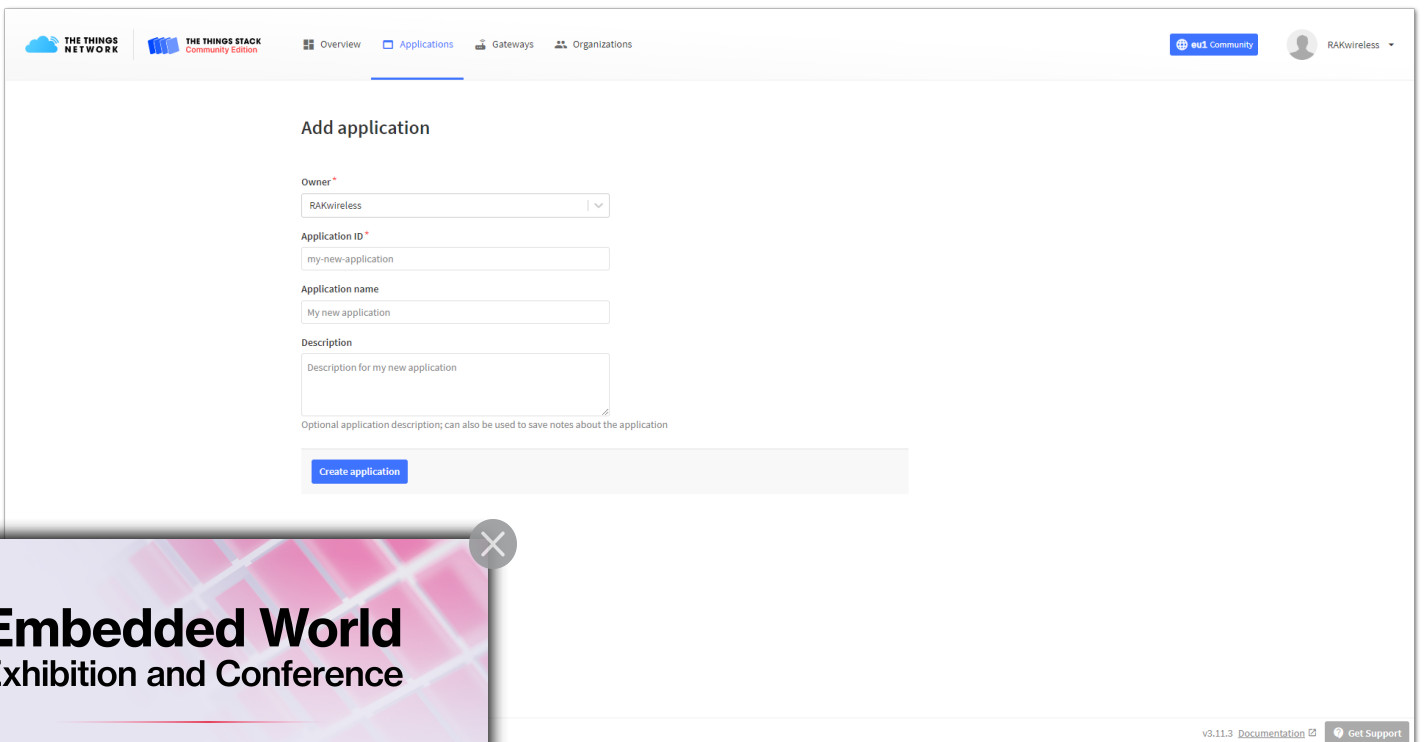 THE THINGS
NETWORK
THE THINGS STACK
Community Edition
Overview
Applications
Gateways
Organizations
eu1 Community
RAKwireless
Add application
Owner*
RAKwireless
Application ID*
my-new-application
Application name
My new application
Description
Description for my new application
Optional application description; can also be used to save notes about the application
Create application
Embedded World
Exhibition and Conference
v3.11.3 Documentation
Get Support